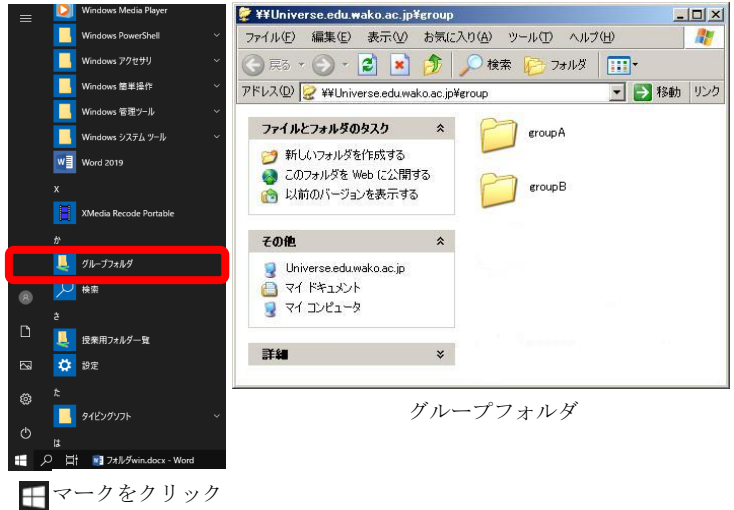 Windows Media Player
Windows PowerShell
Windows アクセサリ
Windows 簡単操作
Windows 管理ツール
Windows システム ツール
Word 2019
X
XMedia Recode Portable
か
グループフォルダ
検索
さ
授業用フォルダー覧
設定
た
タイピングソフト
は
フォルダwin.docx - Word
マークをクリック
¥¥Universe.edu.wako.ac.jp¥group
ファイル(F) 編集(E) 表示(V) お気に入り(A) ツール(T) ヘルプ(H)
戻る 検索 フォルダ
アドレス(D) ¥¥Universe.edu.wako.ac.jp¥group 移動 リンク
ファイルとフォルダのタスク
新しいフォルダを作成する
このフォルダを Web に公開する
以前のバージョンを表示する
その他
Universe.edu.wako.ac.jp
マイ ドキュメント
マイ コンピュータ
詳細
groupA
groupB
グループフォルダ